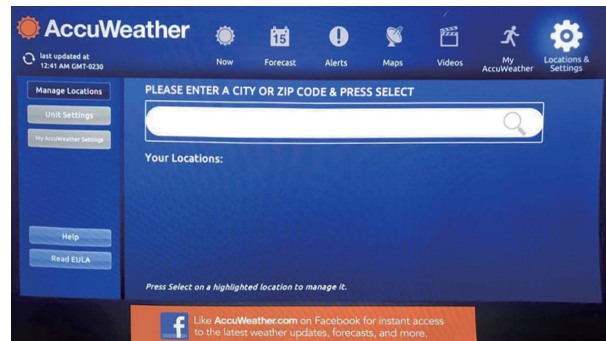 AccuWeather
last updated at
12:41 AM GMT-0230
Now
15
Forecast
Alerts
Maps
Videos
My
AccuWeather
Locations &
Settings
Manage Locations
Unit Settings
My AccuWeather Settings
Help
Read EULA
PLEASE ENTER A CITY OR ZIP CODE & PRESS SELECT
Your Locations:
Press Select on a highlighted location to manage it.
f
Like AccuWeather.com on Facebook for instant access
to the latest weather updates, forecasts, and more.